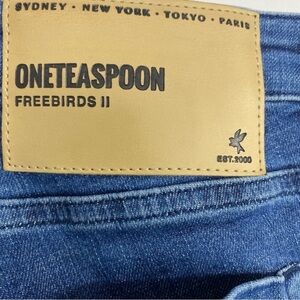 SYDNEY · NEW YORK · TOKYO · PARIS
ONETEASPOON
FREEBIRDS II
EST.2000